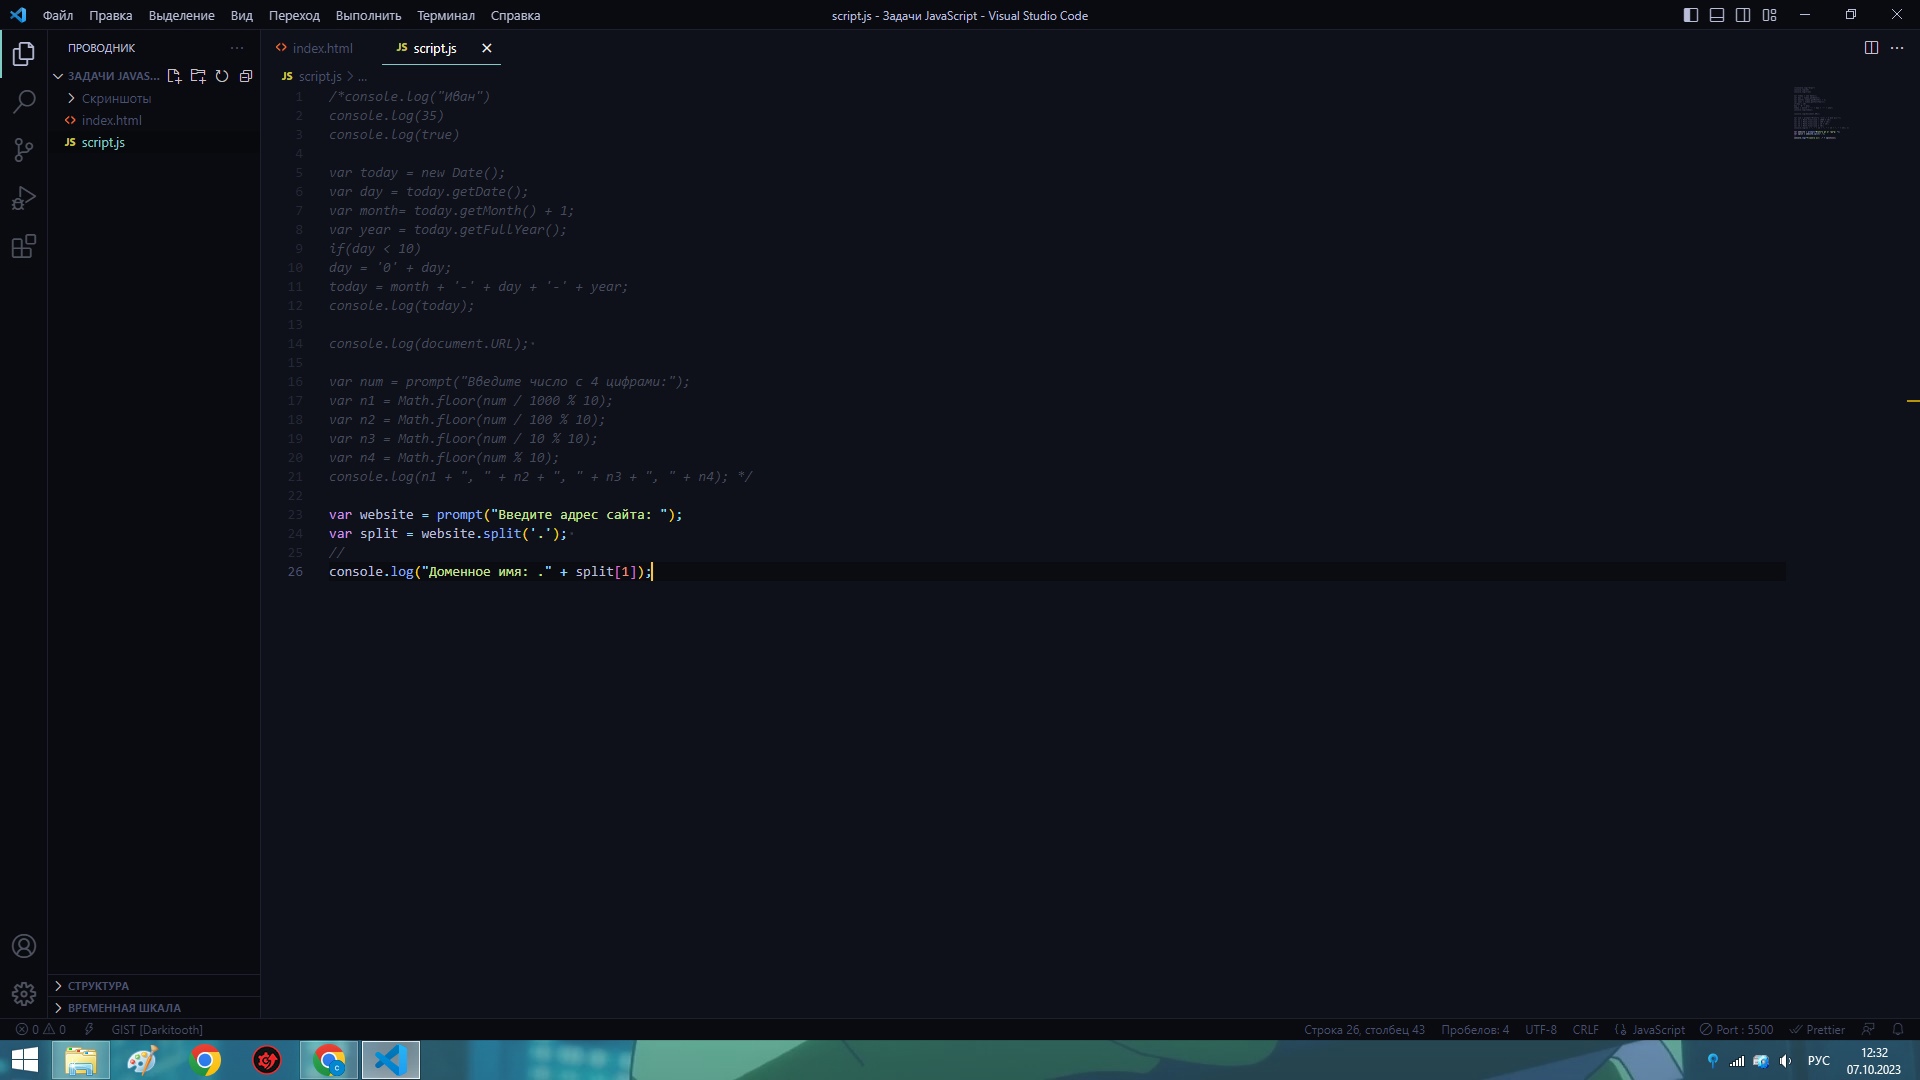 Файл Правка Выделение Вид Переход Выполнить Терминал Справка
script.js - Задачи JavaScript - Visual Studio Code
ПРОВОДНИК
ЗАДАЧИ JAVAS...
Скриншоты
index.html
JS script.js
index.html
JS script.js
JS script.js > ...
1 /*console.log("Иван")
2 console.log(35)
3 console.log(true)
4
5 var today = new Date();
6 var day = today.getDate();
7 var month= today.getMonth() + 1;
8 var year = today.getFullYear();
9 if(day < 10)
10 day = '0' + day;
11 today = month + '-' + day + '-' + year;
12 console.log(today);
13
14 console.log(document.URL);
15
16 var num = prompt("Введите число с 4 цифрами:");
17 var n1 = Math.floor(num / 1000 % 10);
18 var n2 = Math.floor(num / 100 % 10);
19 var n3 = Math.floor(num / 10 % 10);
20 var n4 = Math.floor(num % 10);
21 console.log(n1 + ", " + n2 + ", " + n3 + ", " + n4); */
22
23 var website = prompt("Введите адрес сайта: ");
24 var split = website.split('.');
25 //
26 console.log("Доменное имя: ." + split[1]);
СТРУКТУРА
ВРЕМЕННАЯ ШКАЛА
0 0 GIST [Darkitooth]
Строка 26, столбец 43 Пробелов: 4 UTF-8 CRLF JavaScript Port : 5500 Prettier
РУС
12:32
07.10.2023